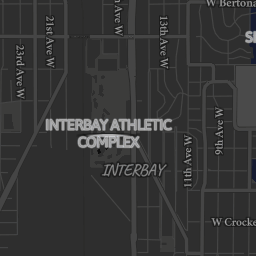 W Bertona
21st Ave W
13th Ave W
23rd Ave W
INTERBAY ATHLETIC
COMPLEX
INTERBAY
11th Ave W
9th Ave W
W Crocke